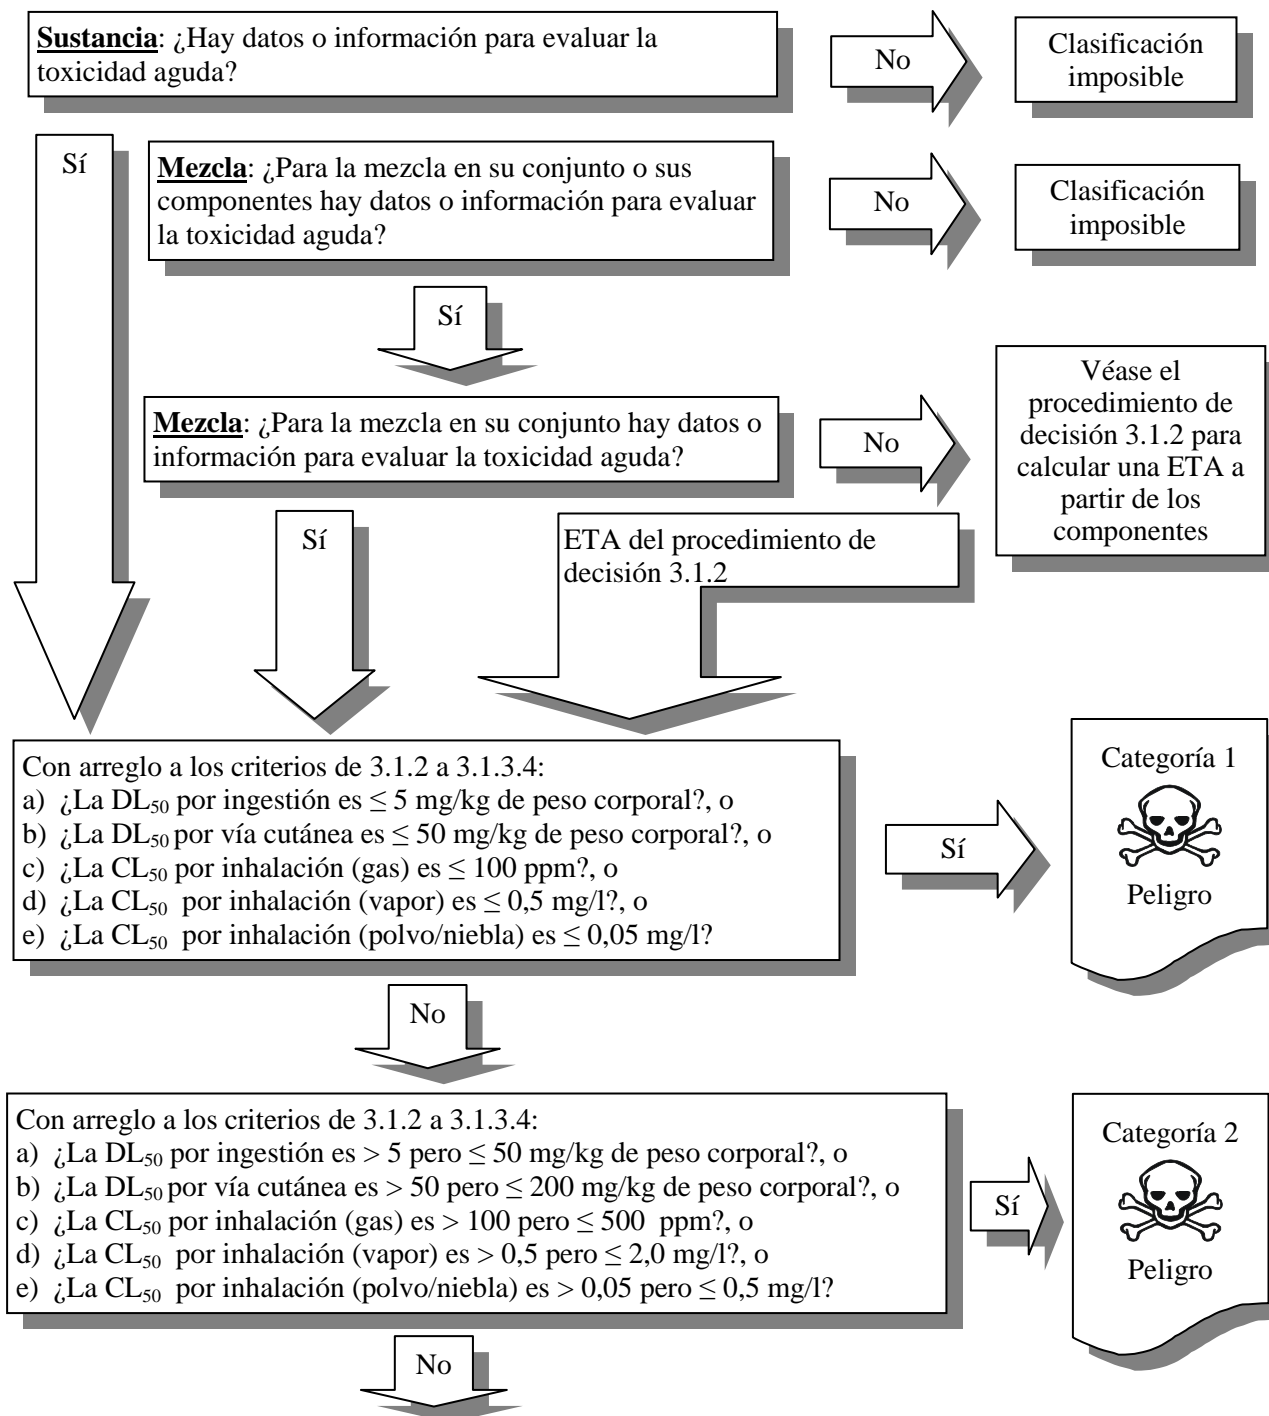 Sustancia: ¿Hay datos o información para evaluar la
toxicidad aguda?
No
Clasificación
imposible
Sí
Mezcla: ¿Para la mezcla en su conjunto o sus
componentes hay datos o información para evaluar
la toxicidad aguda?
No
Clasificación
imposible
Sí
Mezcla: ¿Para la mezcla en su conjunto hay datos o
información para evaluar la toxicidad aguda?
No
Véase el
procedimiento de
decisión 3.1.2 para
calcular una ETA a
partir de los
componentes
Sí
ETA del procedimiento de
decisión 3.1.2
Con arreglo a los criterios de 3.1.2 a 3.1.3.4:
a) ¿La DL50 por ingestión es ≤ 5 mg/kg de peso corporal?, o
b) ¿La DL50 por vía cutánea es ≤ 50 mg/kg de peso corporal?, o
c) ¿La CL50 por inhalación (gas) es ≤ 100 ppm?, o
d) ¿La CL50 por inhalación (vapor) es ≤ 0,5 mg/l?, o
e) ¿La CL50 por inhalación (polvo/niebla) es ≤ 0,05 mg/l?
Sí
Categoría 1
Peligro
No
Con arreglo a los criterios de 3.1.2 a 3.1.3.4:
a) ¿La DL50 por ingestión es > 5 pero ≤ 50 mg/kg de peso corporal?, o
b) ¿La DL50 por vía cutánea es > 50 pero ≤ 200 mg/kg de peso corporal?, o
c) ¿La CL50 por inhalación (gas) es > 100 pero ≤ 500 ppm?, o
d) ¿La CL50 por inhalación (vapor) es > 0,5 pero ≤ 2,0 mg/l?, o
e) ¿La CL50 por inhalación (polvo/niebla) es > 0,05 pero ≤ 0,5 mg/l?
Sí
Categoría 2
Peligro
No